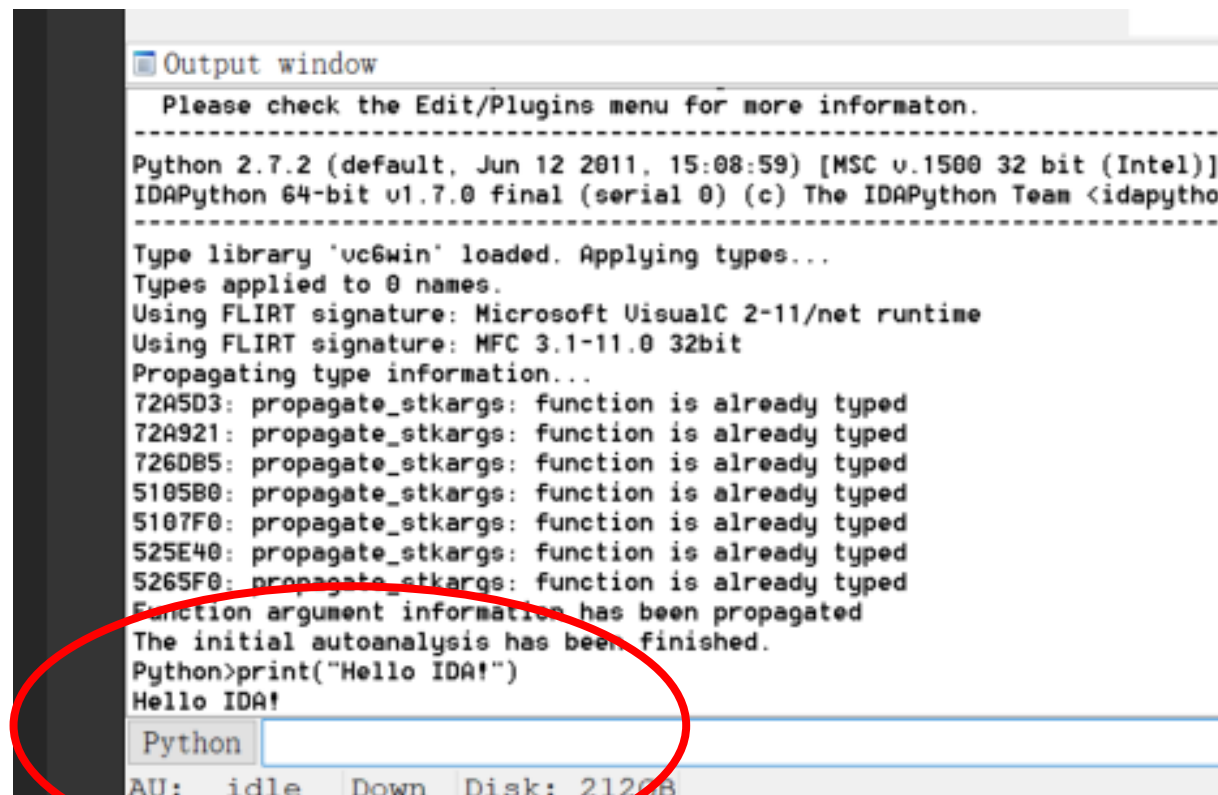 Output window
Please check the Edit/Plugins menu for more informaton.
--------------------------------------------------------------------------
Python 2.7.2 (default, Jun 12 2011, 15:08:59) [MSC v.1500 32 bit (Intel)]
IDAPython 64-bit v1.7.0 final (serial 0) (c) The IDAPython Team <idapytho
--------------------------------------------------------------------------
Type library 'vc6win' loaded. Applying types...
Types applied to 0 names.
Using FLIRT signature: Microsoft VisualC 2-11/net runtime
Using FLIRT signature: MFC 3.1-11.0 32bit
Propagating type information...
72A5D3: propagate_stkargs: function is already typed
72A921: propagate_stkargs: function is already typed
726DB5: propagate_stkargs: function is already typed
5105B0: propagate_stkargs: function is already typed
5107F0: propagate_stkargs: function is already typed
525E40: propagate_stkargs: function is already typed
5265F0: propagate_stkargs: function is already typed
Function argument information has been propagated
The initial autoanalysis has been finished.
Python>print("Hello IDA!")
Hello IDA!
Python
AU: idle Down Disk: 212GB